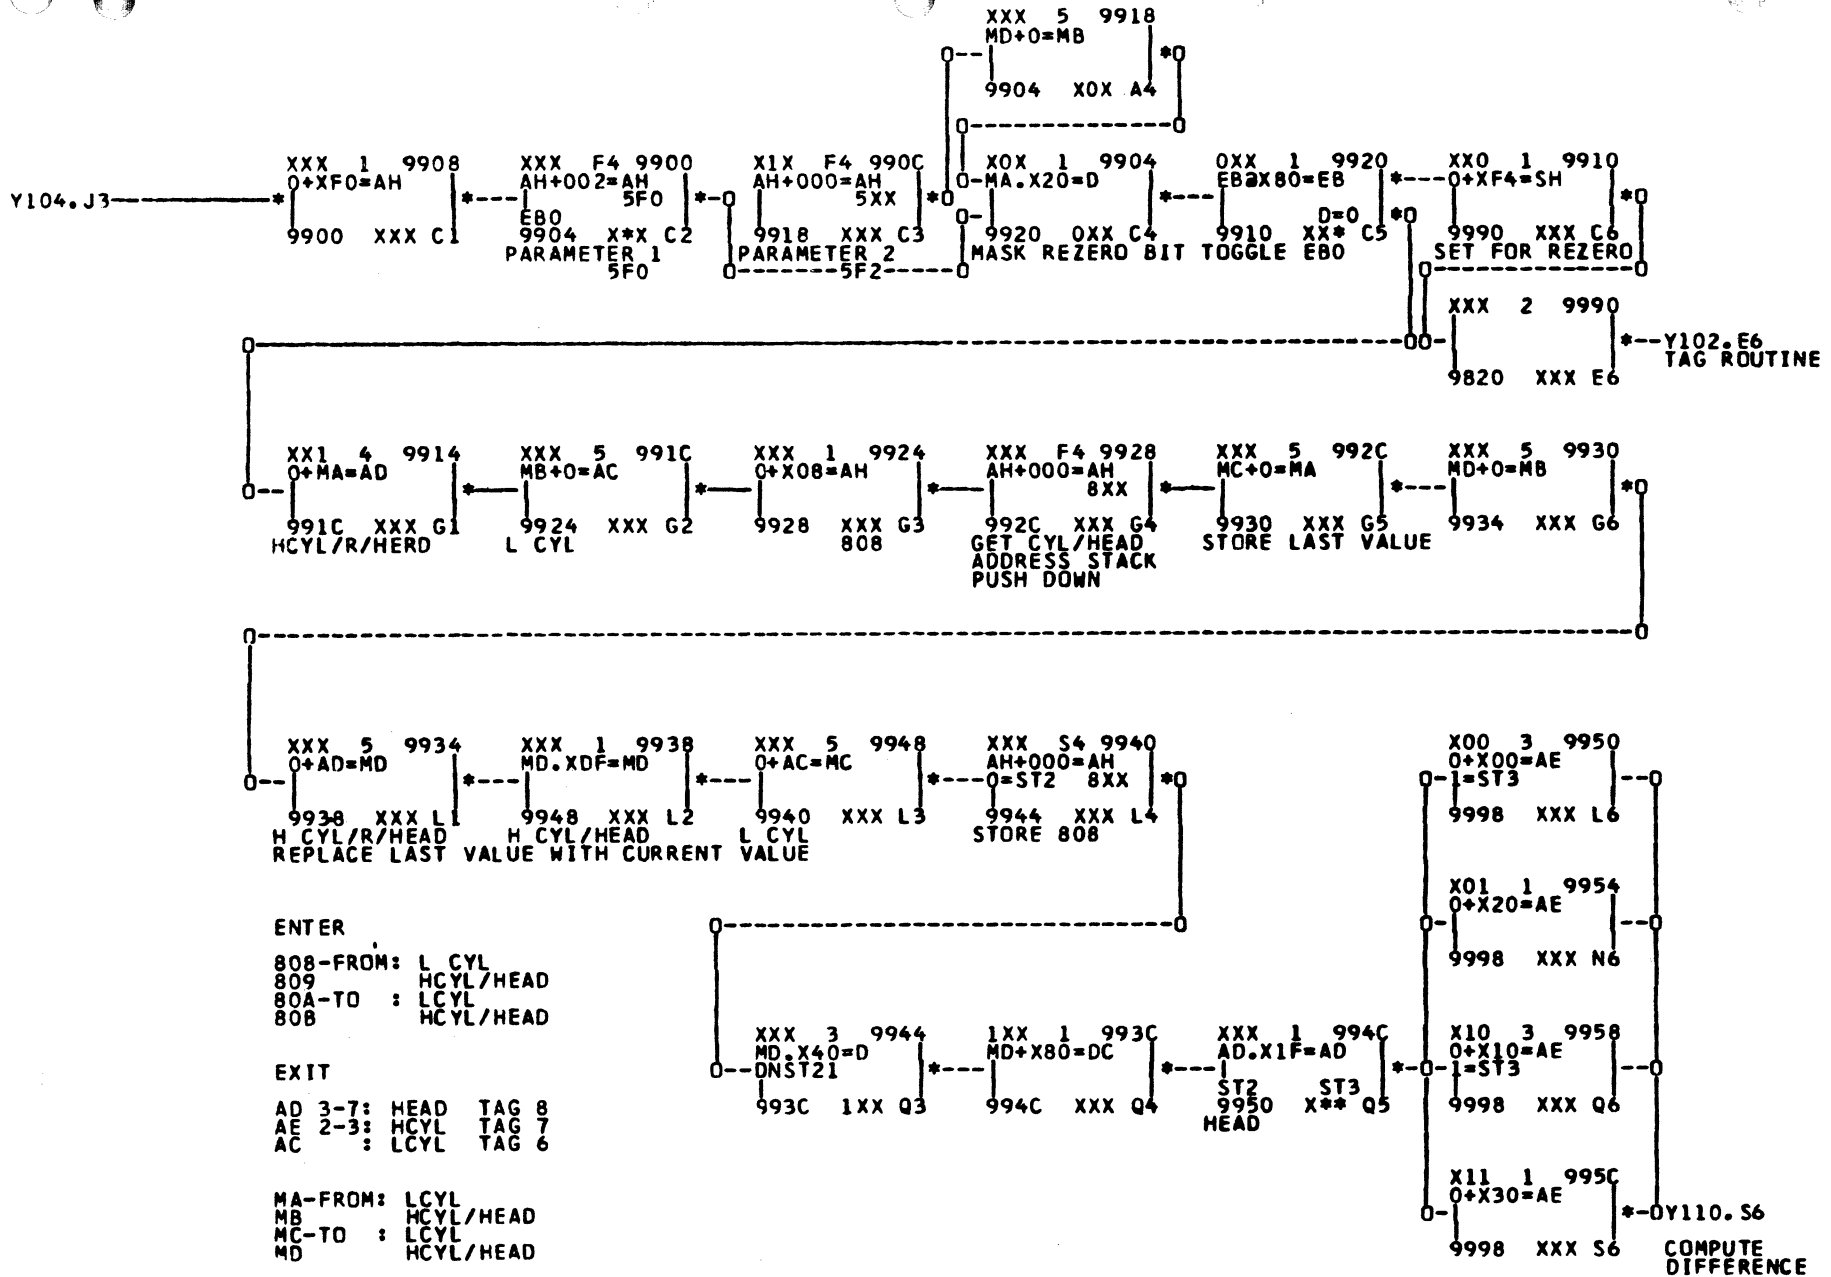 XXX 5 9918
MD+0=MB
9904 X0X A4
Y104.J3
XXX 1 9908
0+XF0=AH
9900 XXX C1
XXX F4 9900
AH+002=AH
5F0
EB0
9904 X*X C2
PARAMETER 1
5F0
X1X F4 990C
AH+000=AH
5XX
9918 XXX C3
PARAMETER 2
5F2
X0X 1 9904
MA.X20=D
9920 0XX C4
MASK REZERO BIT TOGGLE EB0
0XX 1 9920
EB@X80=EB
D=0
9910 XX* C5
XX0 1 9910
0+XF4=SH
9990 XXX C6
SET FOR REZERO
XXX 2 9990
9820 XXX E6
Y102.E6
TAG ROUTINE
XX1 4 9914
0+MA=AD
991C XXX G1
HCYL/R/HERD
XXX 5 991C
MB+0=AC
9924 XXX G2
L CYL
XXX 1 9924
0+X08=AH
9928 XXX G3
808
XXX F4 9928
AH+000=AH
8XX
992C XXX G4
GET CYL/HEAD
ADDRESS STACK
PUSH DOWN
XXX 5 992C
MC+0=MA
9930 XXX G5
STORE LAST VALUE
XXX 5 9930
MD+0=MB
9934 XXX G6
XXX 5 9934
0+AD=MD
9938 XXX L1
H CYL/R/HEAD
XXX 1 9938
MD.XDF=MD
9948 XXX L2
H CYL/HEAD
XXX 5 9948
0+AC=MC
9940 XXX L3
L CYL
REPLACE LAST VALUE WITH CURRENT VALUE
XXX S4 9940
AH+000=AH
0=ST2 8XX
9944 XXX L4
STORE 808
X00 3 9950
0+X00=AE
1=ST3
9998 XXX L6
X01 1 9954
0+X20=AE
9998 XXX N6
ENTER
808-FROM: L CYL
809 HCYL/HEAD
80A-TO : LCYL
80B HCYL/HEAD
EXIT
AD 3-7: HEAD TAG 8
AE 2-3: HCYL TAG 7
AC : LCYL TAG 6
MA-FROM: LCYL
MB HCYL/HEAD
MC-TO : LCYL
MD HCYL/HEAD
XXX 3 9944
MD.X40=D
DNST21
993C 1XX Q3
1XX 1 993C
MD+X80=DC
994C XXX Q4
XXX 1 994C
AD.X1F=AD
ST2 ST3
9950 X** Q5
HEAD
X10 3 9958
0+X10=AE
1=ST3
9998 XXX Q6
X11 1 995C
0+X30=AE
9998 XXX S6
Y110.S6
COMPUTE
DIFFERENCE